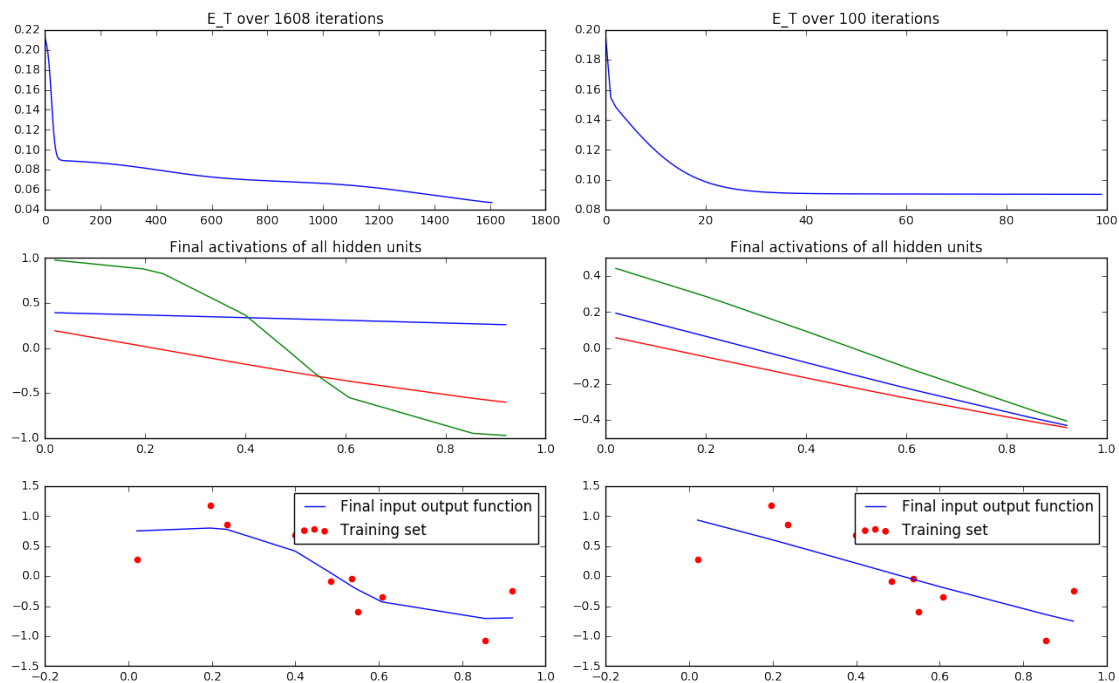 E_T over 1608 iterations
0.22
0.20
0.18
0.16
0.14
0.12
0.10
0.08
0.06
0.04
0 200 400 600 800 1000 1200 1400 1600 1800
E_T over 100 iterations
0.20
0.18
0.16
0.14
0.12
0.10
0.08
0 20 40 60 80 100
Final activations of all hidden units
1.0
0.5
0.0
−0.5
−1.0
0.0 0.2 0.4 0.6 0.8 1.0
Final activations of all hidden units
0.4
0.2
0.0
−0.2
−0.4
0.0 0.2 0.4 0.6 0.8 1.0
1.5
1.0
0.5
0.0
−0.5
−1.0
−1.5
Final input output function
Training set
−0.2 0.0 0.2 0.4 0.6 0.8 1.0
1.5
1.0
0.5
0.0
−0.5
−1.0
−1.5
Final input output function
Training set
−0.2 0.0 0.2 0.4 0.6 0.8 1.0